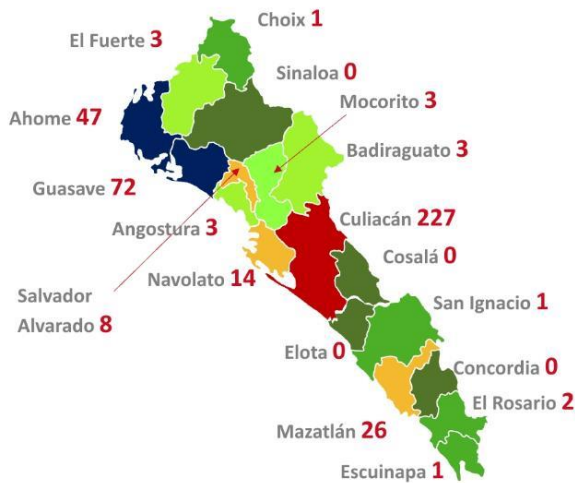 Choix 1
El Fuerte 3
Sinaloa 0
Mocorito 3
Ahome 47
Badiraguato 3
Guasave 72
Culiacán 227
Angostura 3
Cosalá 0
Navolato 14
Salvador
Alvarado 8
San Ignacio 1
Elota 0
Concordia 0
El Rosario 2
Mazatlán 26
Escuinapa 1